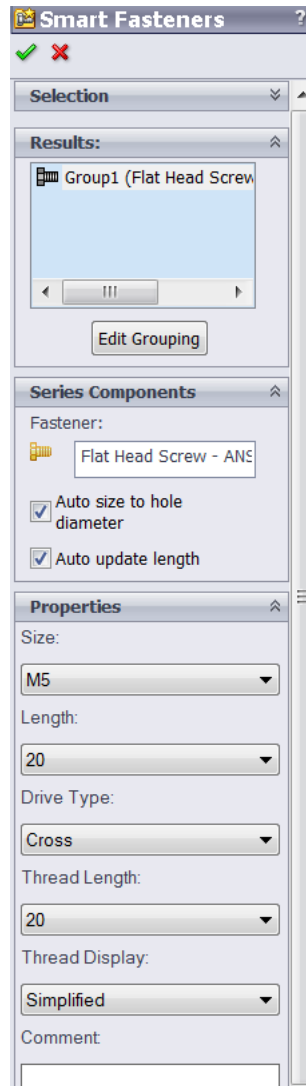 Smart Fasteners ?
Selection
Results:
Group1 (Flat Head Screw
Edit Grouping
Series Components
Fastener:
Flat Head Screw - ANS
Auto size to hole
diameter
Auto update length
Properties
Size:
M5
Length:
20
Drive Type:
Cross
Thread Length:
20
Thread Display:
Simplified
Comment: